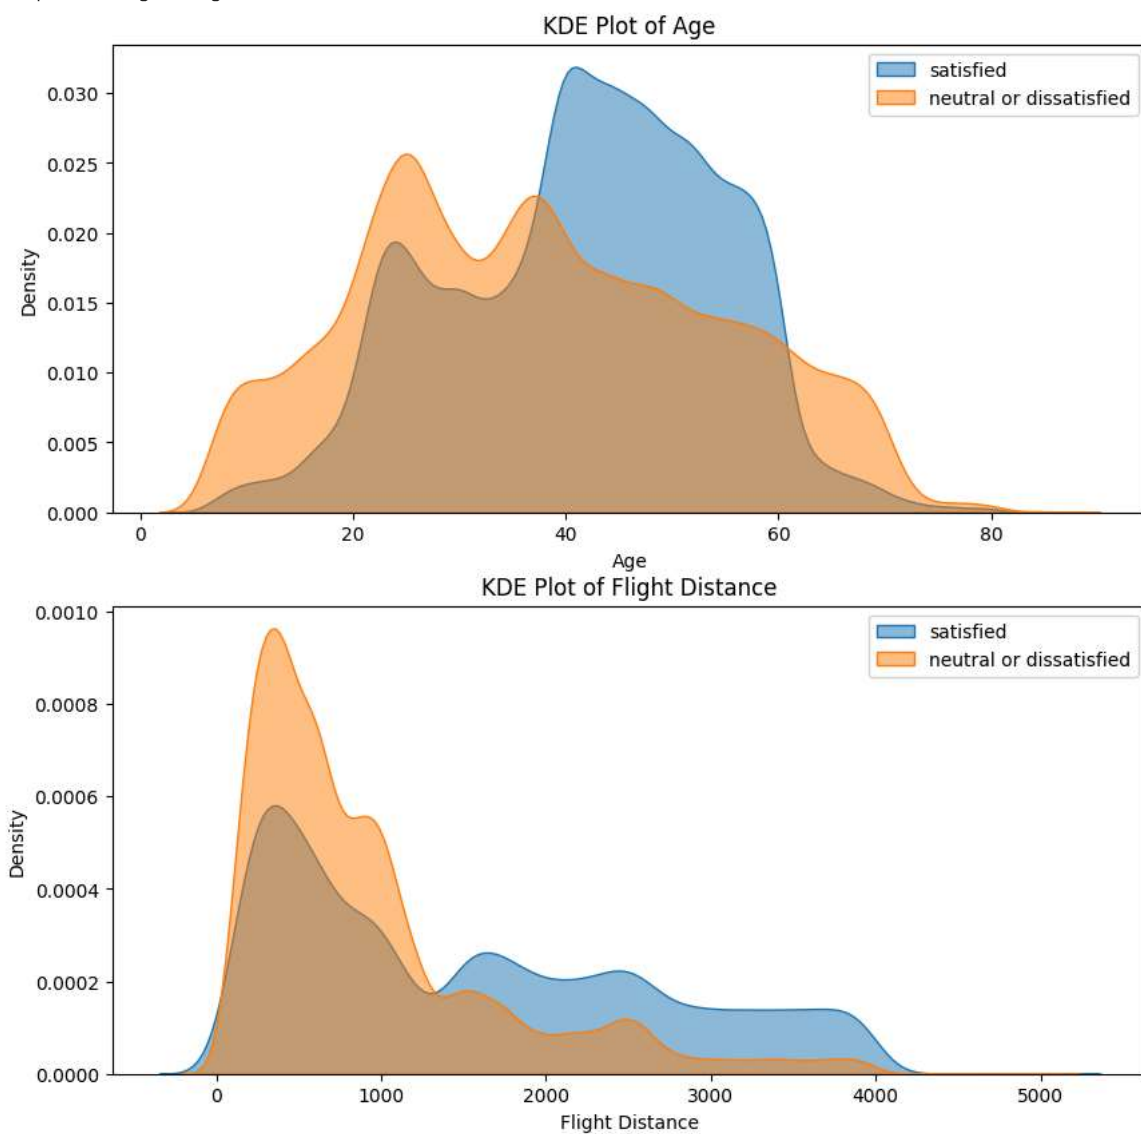 KDE Plot of Age
satisfied
neutral or dissatisfied
0.030
0.025
0.020
0.015
0.010
0.005
0.000
Density
0 20 40 60 80
Age
KDE Plot of Flight Distance
satisfied
neutral or dissatisfied
0.0010
0.0008
0.0006
0.0004
0.0002
0.0000
Density
0 1000 2000 3000 4000 5000
Flight Distance